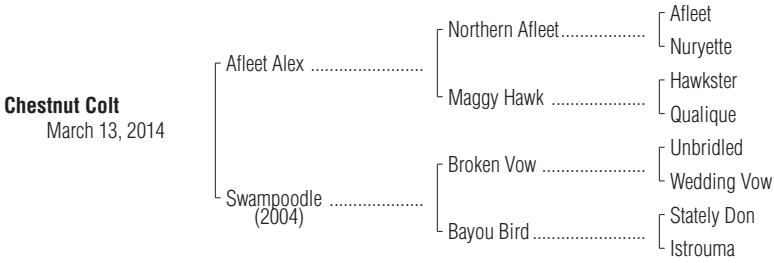 Afleet
Northern Afleet
Nuryette
Afleet Alex
Hawkster
Maggy Hawk
Qualique
Chestnut Colt
March 13, 2014
Unbridled
Broken Vow
Wedding Vow
Swampoodle
(2004)
Stately Don
Bayou Bird
Istrouma